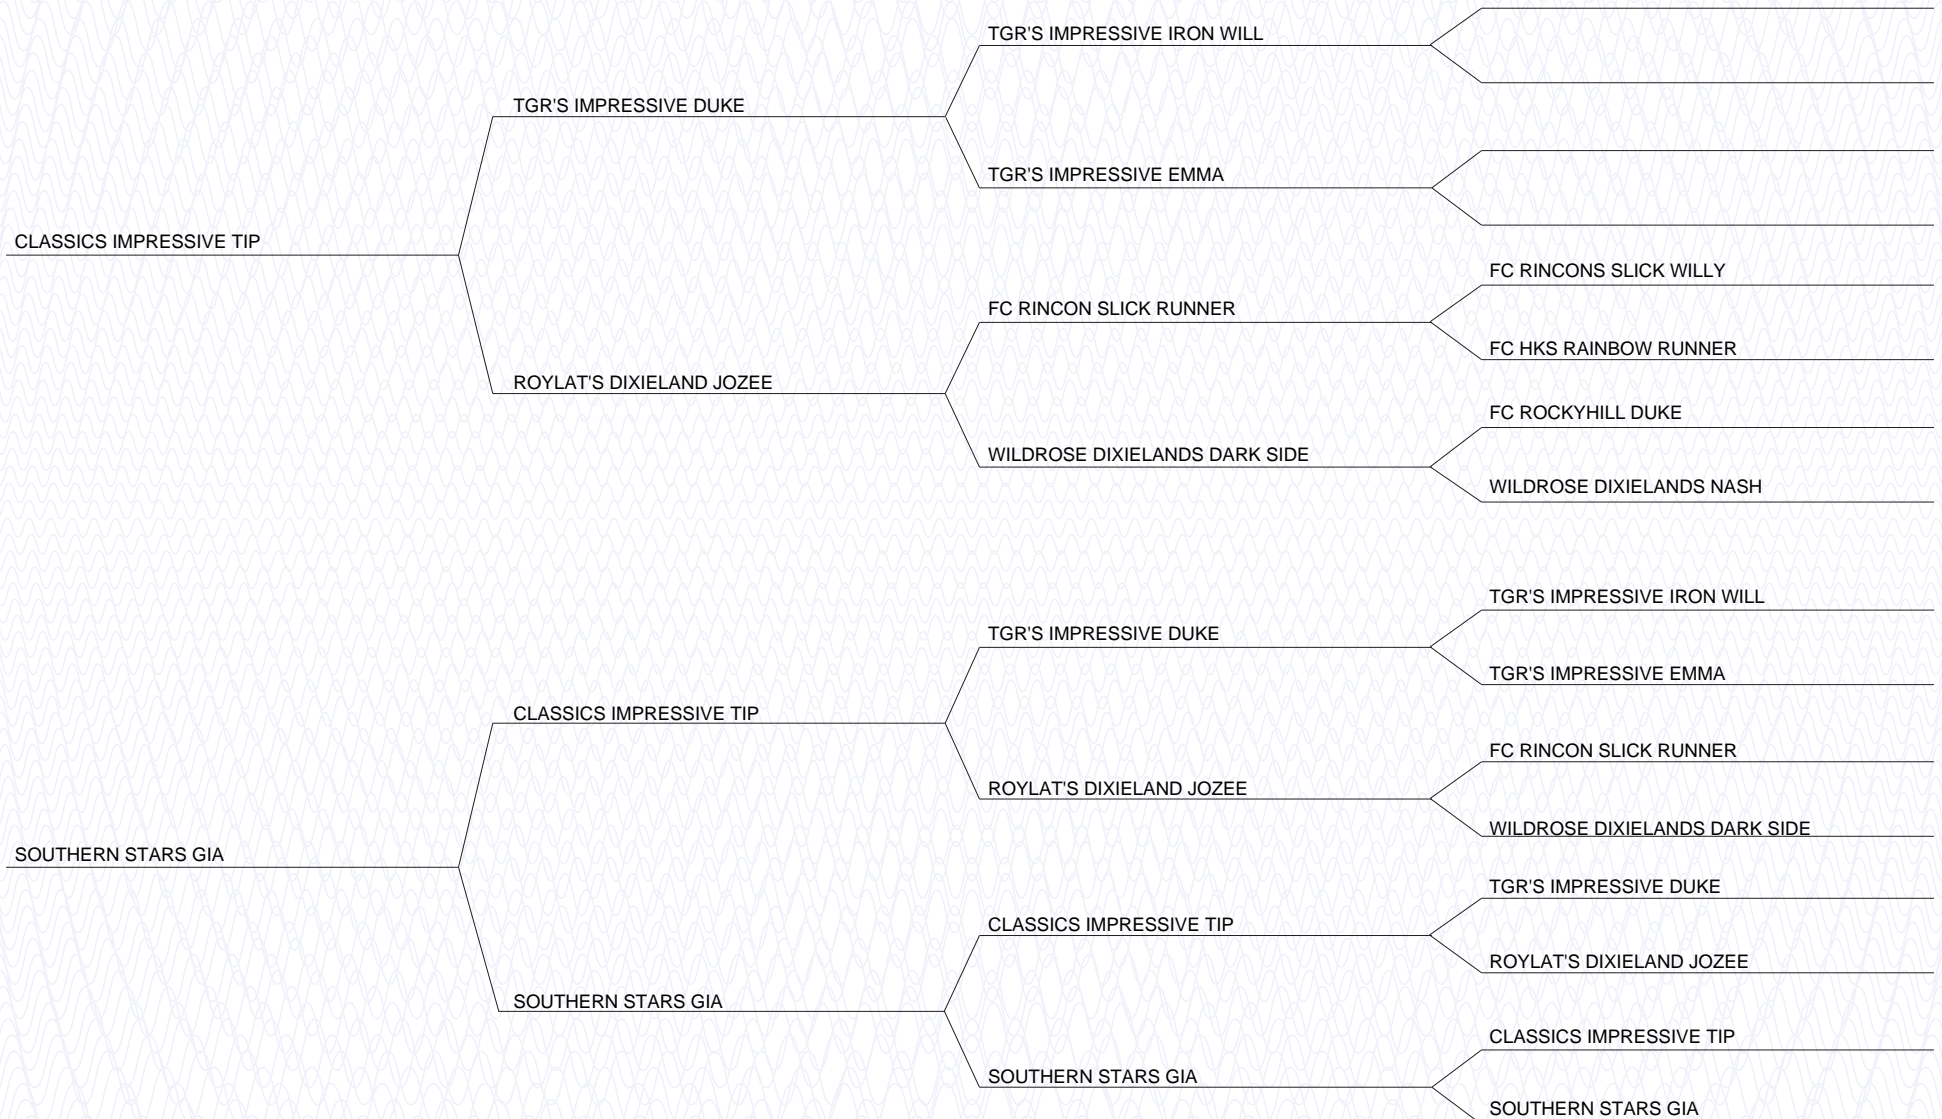 TGR'S IMPRESSIVE IRON WILL
TGR'S IMPRESSIVE DUKE
TGR'S IMPRESSIVE EMMA
CLASSICS IMPRESSIVE TIP
FC RINCONS SLICK WILLY
FC RINCON SLICK RUNNER
FC HKS RAINBOW RUNNER
ROYLAT'S DIXIELAND JOZEE
FC ROCKYHILL DUKE
WILDROSE DIXIELANDS DARK SIDE
WILDROSE DIXIELANDS NASH
TGR'S IMPRESSIVE IRON WILL
TGR'S IMPRESSIVE DUKE
TGR'S IMPRESSIVE EMMA
CLASSICS IMPRESSIVE TIP
FC RINCON SLICK RUNNER
ROYLAT'S DIXIELAND JOZEE
WILDROSE DIXIELANDS DARK SIDE
SOUTHERN STARS GIA
TGR'S IMPRESSIVE DUKE
CLASSICS IMPRESSIVE TIP
ROYLAT'S DIXIELAND JOZEE
SOUTHERN STARS GIA
CLASSICS IMPRESSIVE TIP
SOUTHERN STARS GIA
SOUTHERN STARS GIA